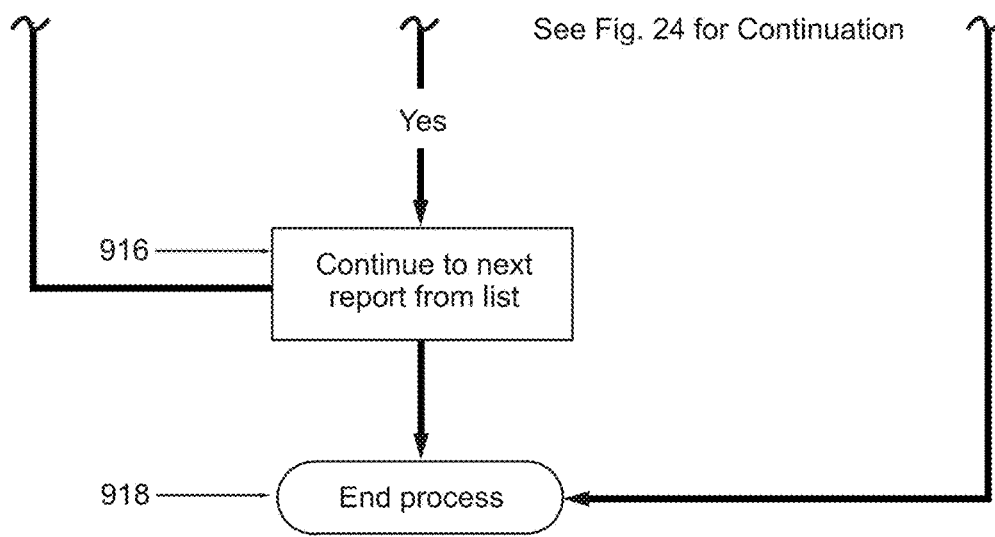 See Fig. 24 for Continuation
Yes
916
Continue to next
report from list
918
End process